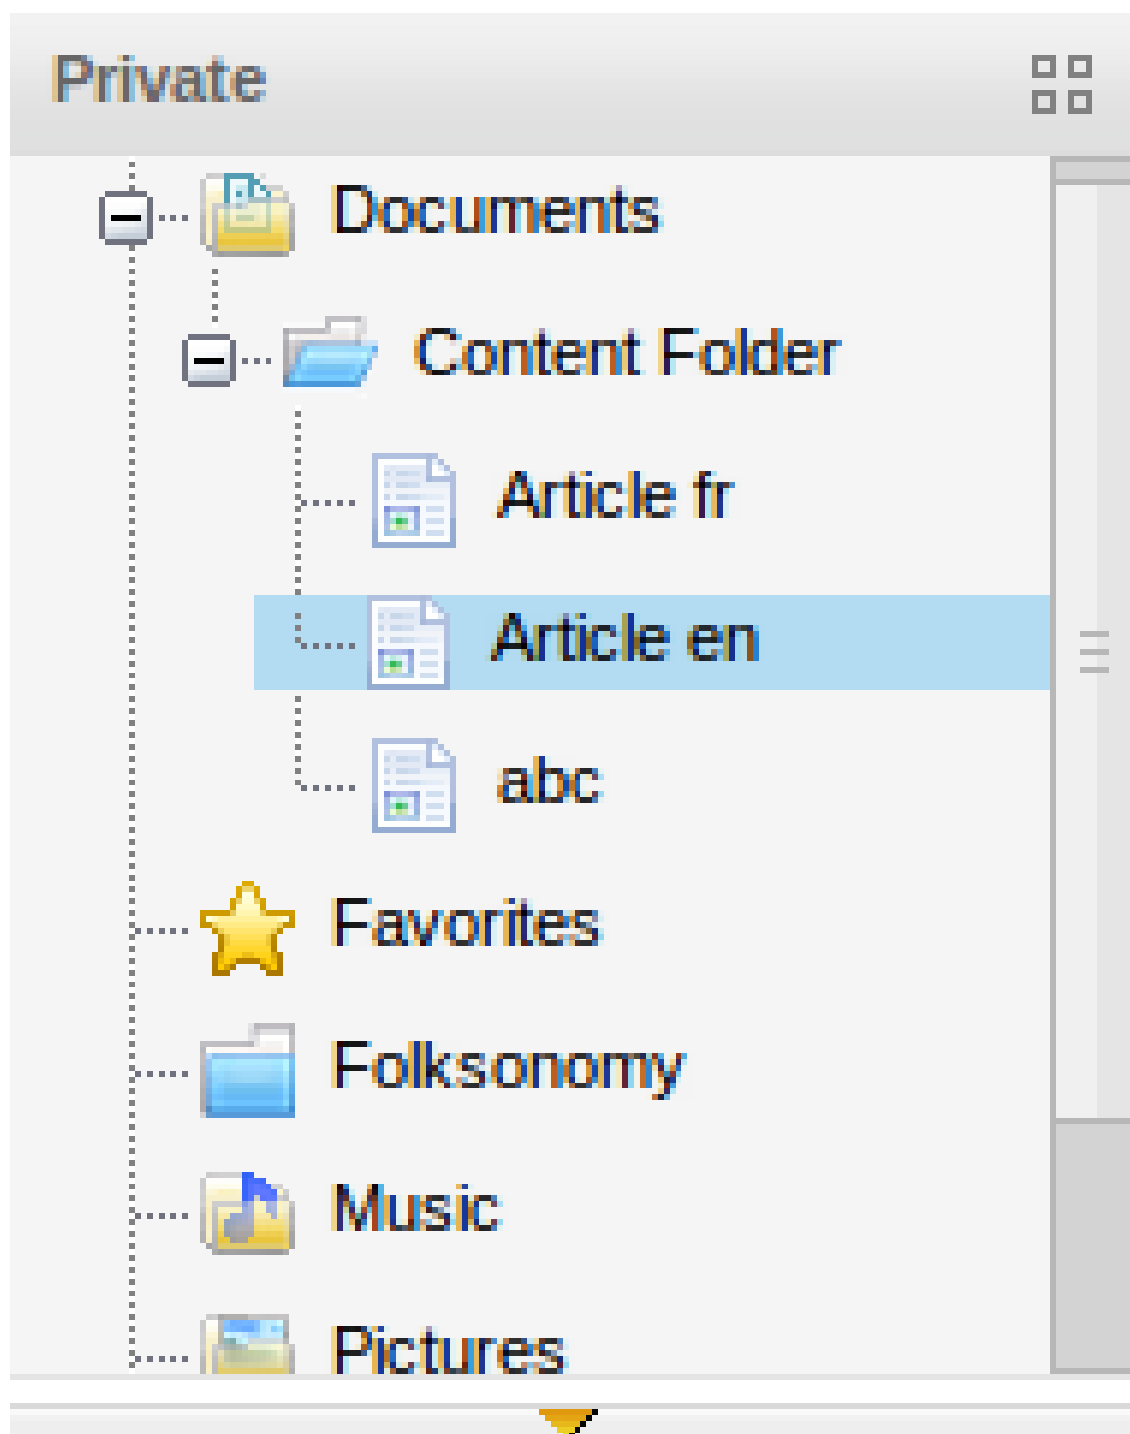 Private
Documents
Content Folder
Article fr
Article en
abc
Favorites
Folksonomy
Music
Pictures